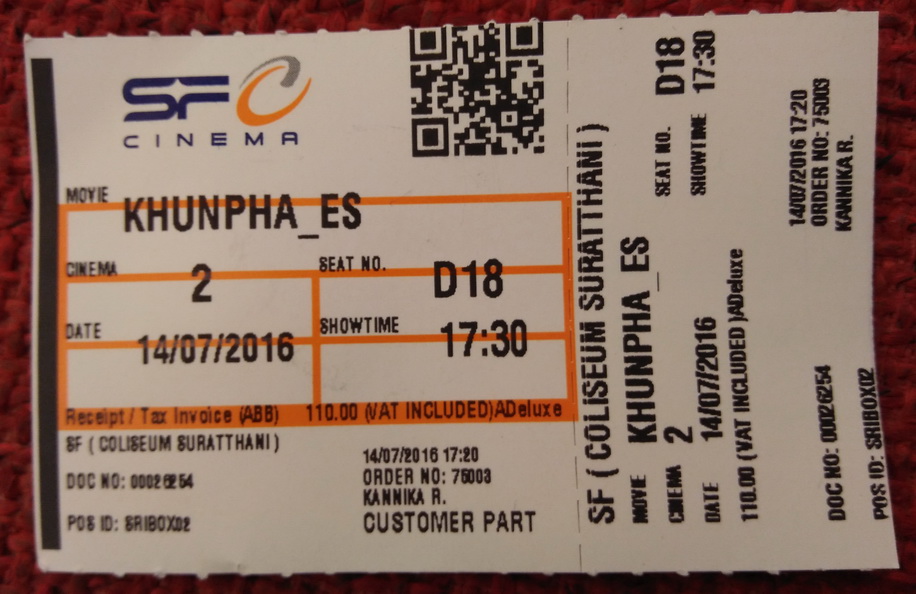 SF
CINEMA
MOVIE
KHUNPHA_ES
CINEMA SEAT NO.
2 D18
DATE SHOWTIME
14/07/2016 17:30
Receipt / Tax Invoice (ABB) 110.00 (VAT INCLUDED)ADeluxe
SF ( COLISEUM SURATTHANI )
14/07/2016 17:20
DOC NO: 00026254
ORDER NO: 75003
KANNIKA R.
POS ID: SRIBOX02
CUSTOMER PART
SF ( COLISEUM SURATTHANI )
MOVIE KHUNPHA_ES SEAT NO. D18
CINEMA 2 SHOWTIME 17:30
DATE 14/07/2016
110.00 (VAT INCLUDED )ADeluxe
14/07/2016 17:20
DOC NO: 00026254 ORDER NO: 75003
KANNIKA R.
POS ID: SRIBOX02